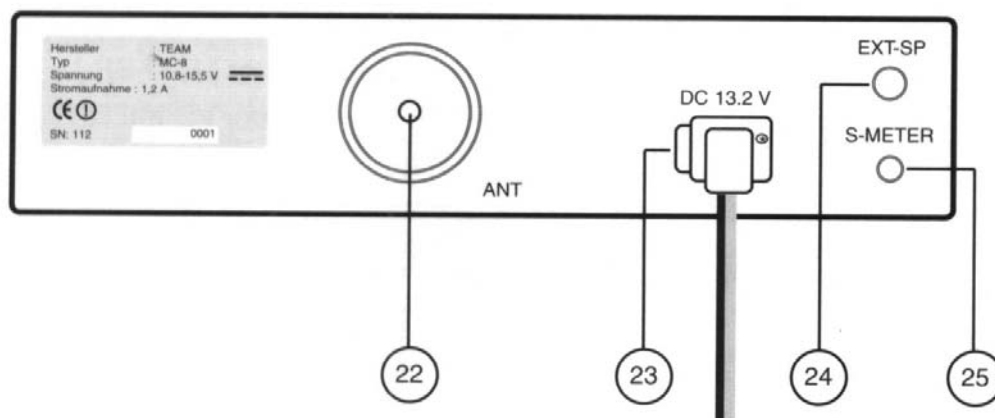 Hersteller : TEAM
Typ : MC-8
Spannung : 10,8-15,5 V
Stromaufnahme : 1,2 A
CE
SN: 112 0001
ANT
DC 13.2 V
EXT-SP
S-METER
22
23
24
25